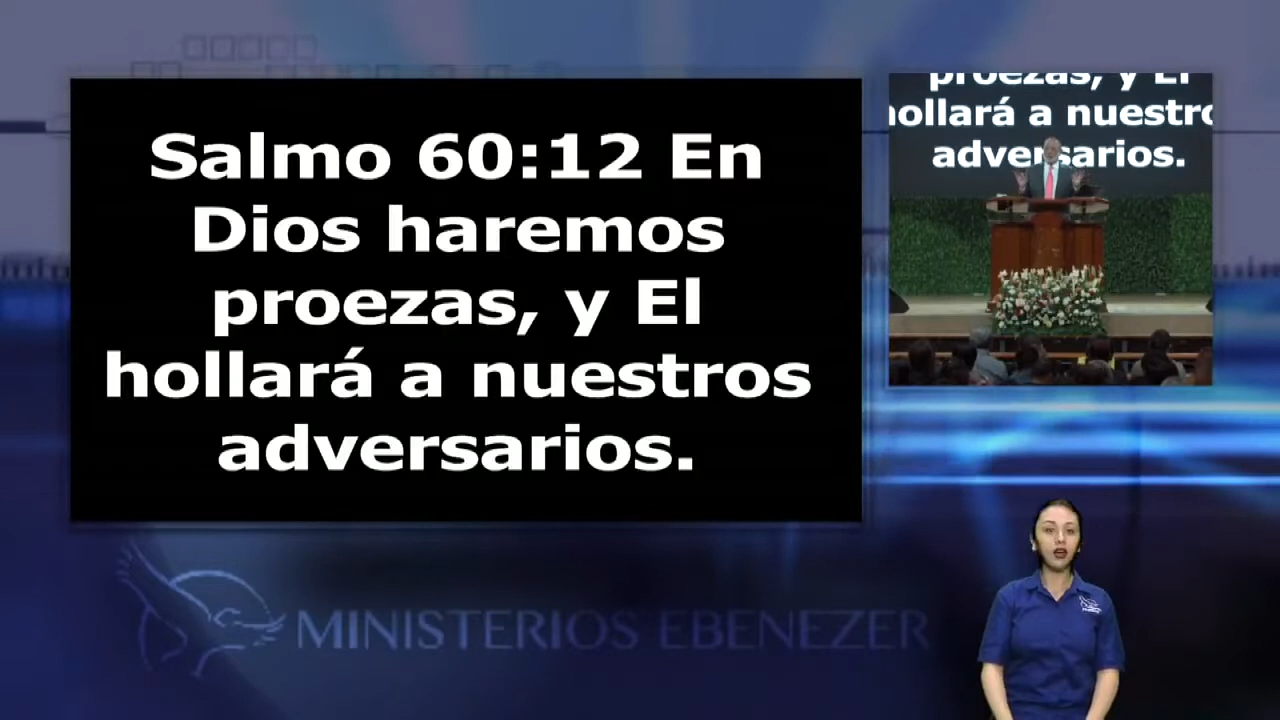 Salmo 60:12 En
Dios haremos
proezas, y El
hollará a nuestros
adversarios.
proezas, y El
hollará a nuestro
adversarios.
MINISTERIOS EBENEZER